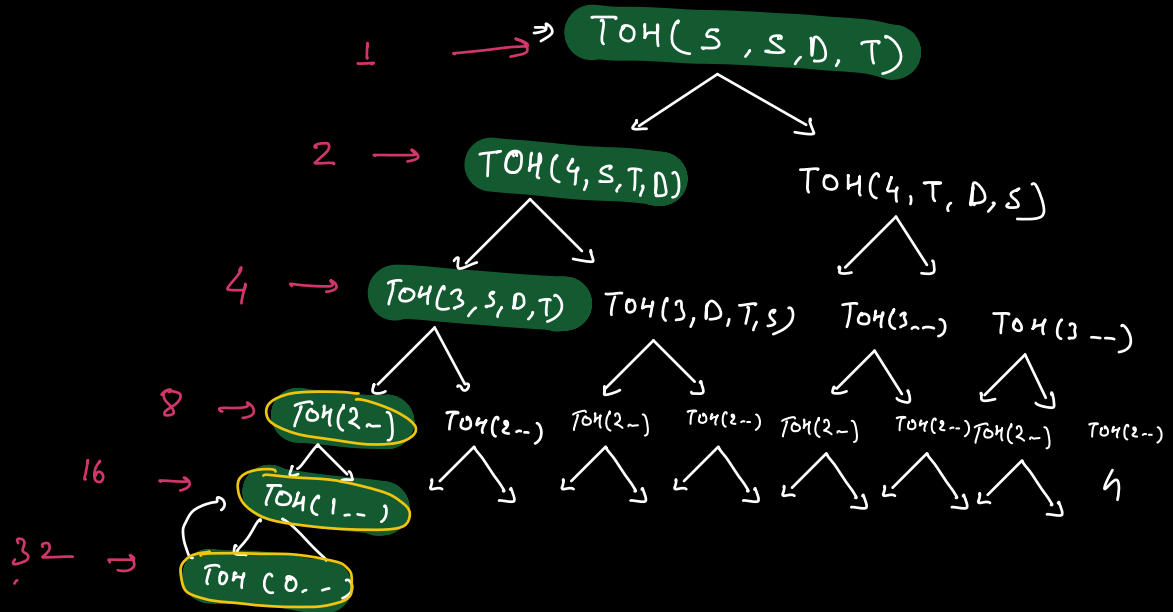 1 → ⇒ TOH(5, S, D, T)
2 → TOH(4, S, T, D) TOH(4, T, D, S)
4 → TOH(3, S, D, T) TOH(3, D, T, S) TOH(3--) TOH(3--)
8 → TOH(2~) TOH(2--) TOH(2~) TOH(2--) TOH(2~) TOH(2--) TOH(2~) TOH(2--)
16 → TOH(1--)
32 → TOH(0--)